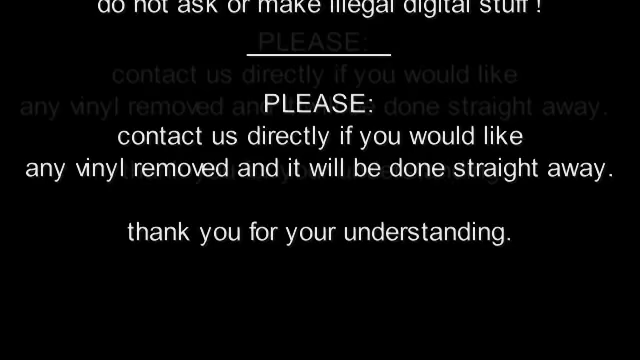 do not ask or make illegal digital stuff !
PLEASE:
contact us directly if you would like
any vinyl removed and it will be done straight away.
thank you for your understanding.